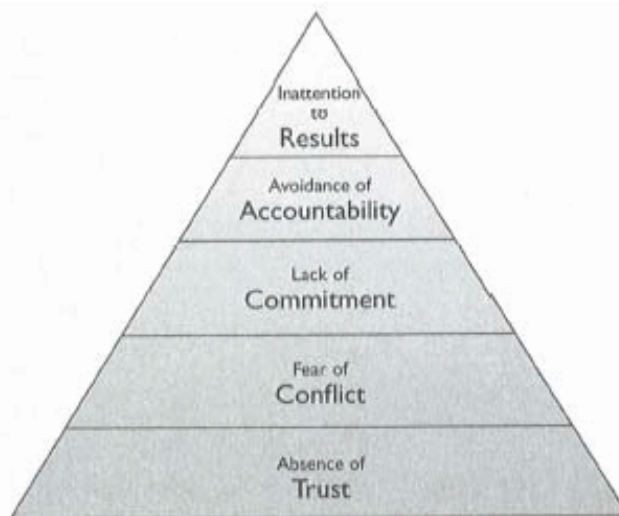 Inattention
to
Results
Avoidance of
Accountability
Lack of
Commitment
Fear of
Conflict
Absence of
Trust